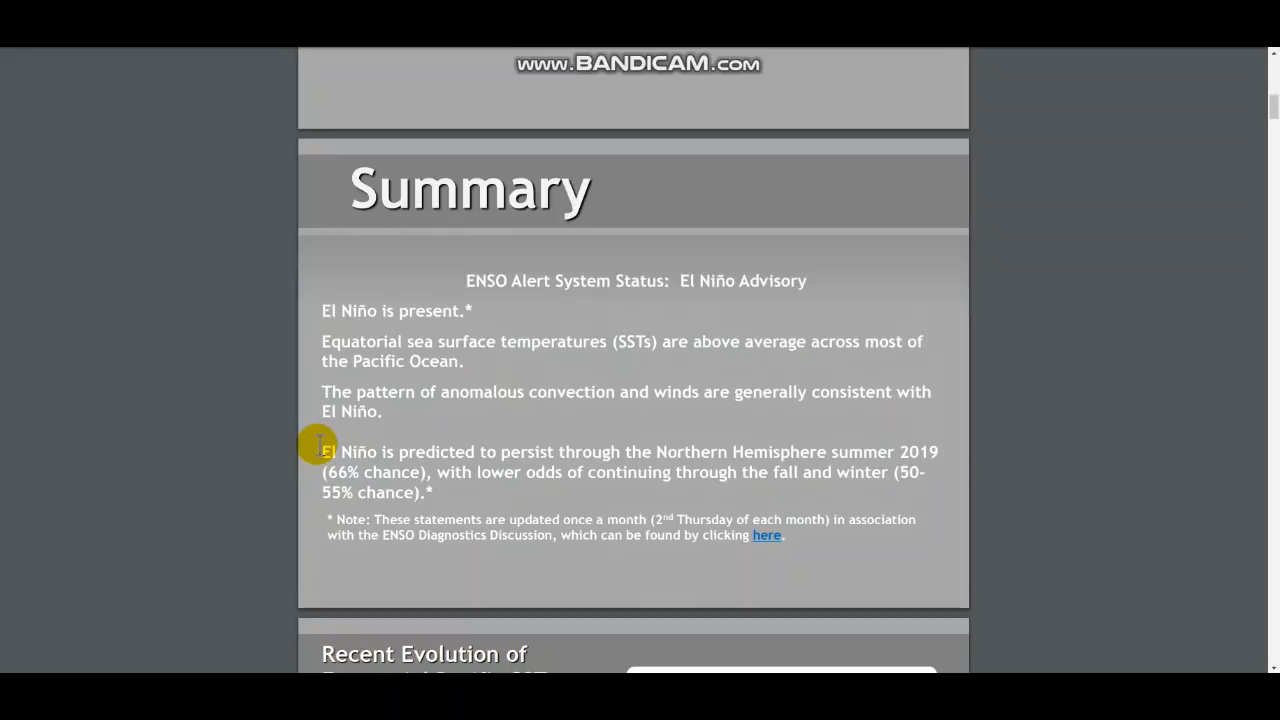 www.BANDICAM.com
Summary
ENSO Alert System Status: El Niño Advisory
El Niño is present.*
Equatorial sea surface temperatures (SSTs) are above average across most of
the Pacific Ocean.
The pattern of anomalous convection and winds are generally consistent with
El Niño.
El Niño is predicted to persist through the Northern Hemisphere summer 2019
(66% chance), with lower odds of continuing through the fall and winter (50-
55% chance).*
* Note: These statements are updated once a month (2nd Thursday of each month) in association
with the ENSO Diagnostics Discussion, which can be found by clicking here.
Recent Evolution of